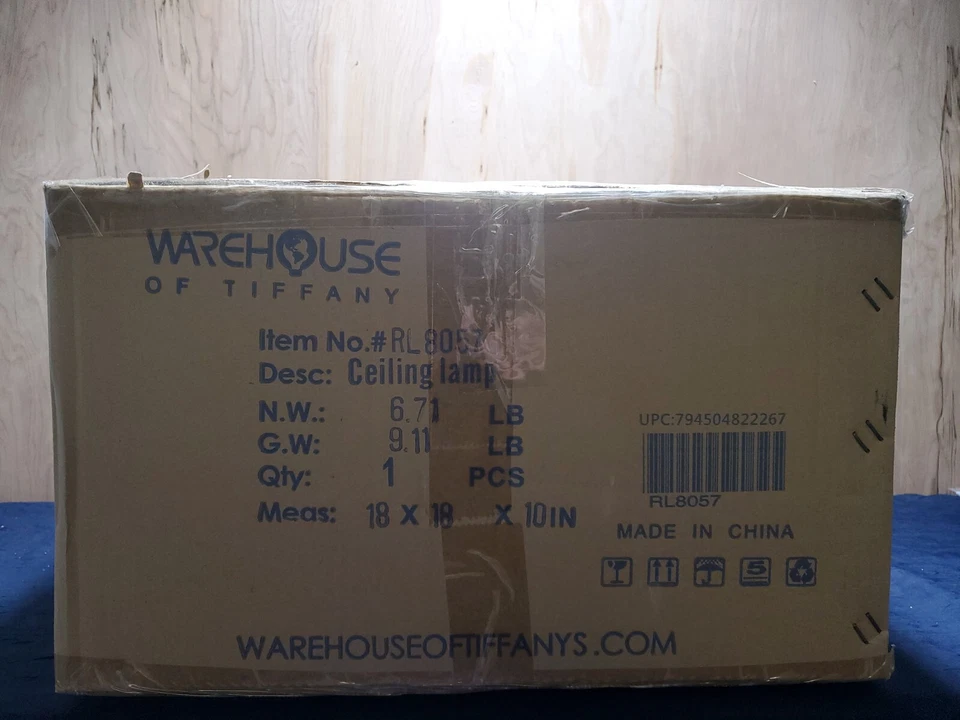 WAREHOUSE
OF TIFFANY
Item No.# RL8057
Desc: Ceiling lamp
N.W.: 6.71 LB
G.W: 9.11 LB
Qty: 1 PCS
Meas: 18 X 18 X 10IN
UPC:794504822267
RL8057
MADE IN CHINA
5
WAREHOUSEOFTIFFANYS.COM